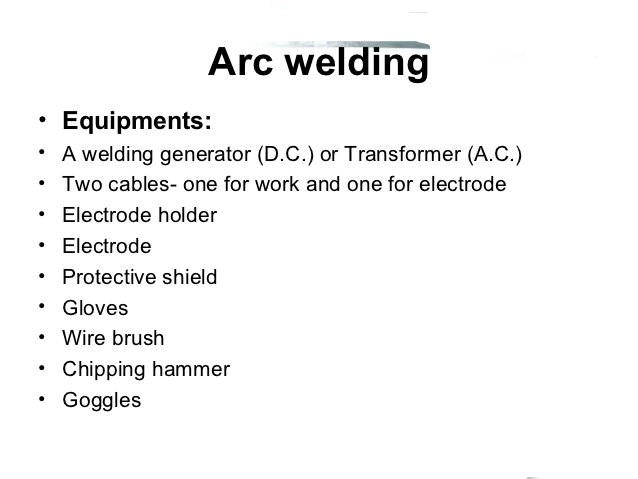 Arc welding
• Equipments:
• A welding generator (D.C.) or Transformer (A.C.)
• Two cables- one for work and one for electrode
• Electrode holder
• Electrode
• Protective shield
• Gloves
• Wire brush
• Chipping hammer
• Goggles